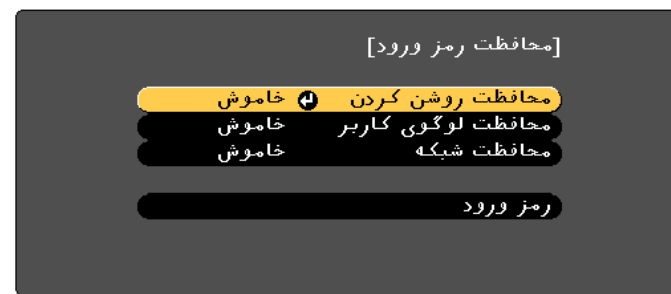 [محافظت رمز ورود]
محافظت روشن کردن خاموش
محافظت لوگوی کاربر خاموش
محافظت شبکه خاموش
رمز ورود